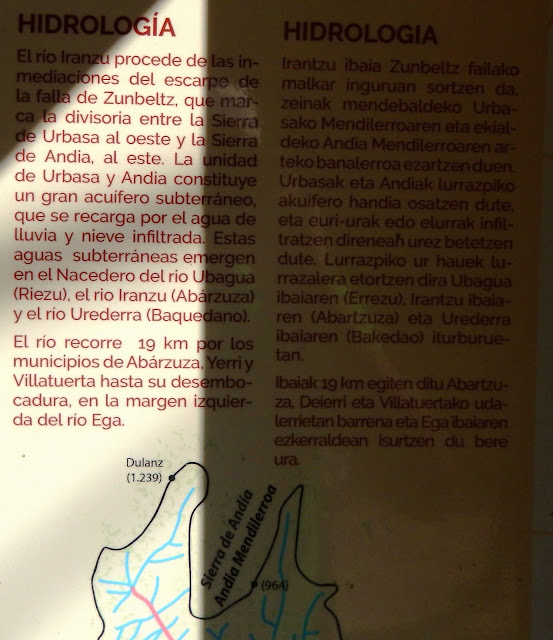 HIDROLOGÍA
El río Iranzu procede de las in-
mediaciones del escarpe de
la falla de Zunbeltz, que mar-
ca la divisoria entre la Sierra
de Urbasa al oeste y la Sierra
de Andia, al este. La unidad
de Urbasa y Andia constituye
un gran acuífero subterráneo,
que se recarga por el agua de
lluvia y nieve infiltrada. Estas
aguas subterráneas emergen
en el Nacedero del rio Ubagua
(Riezu), el rio Iranzu (Abárzuza)
y el río Urederra (Baquedano).
El río recorre 19 km por los
municipios de Abárzuza, Yerri y
Villatuerta hasta su desembo-
cadura, en la margen izquier-
da del río Ega.
HIDROLOGIA
Irantzu ibaia Zunbeltz failako
malkar inguruan sortzen da,
zeinak mendebaldeko Urba-
sako Mendilerroaren eta ekial-
deko Andia Mendilerroaren ar-
teko banalerroa ezartzen duen.
Urbasak eta Andiak lurrazpiko
akuifero handia osatzen dute,
eta euri-urak edo elurrak infil-
tratzen direnean urez betetzen
dute. Lurrazpiko ur hauek lu-
rrazalera etortzen dira Ubagua
ibaiaren (Errezu), Irantzu ibaia-
ren (Abartzuza) eta Urederra
ibaiaren (Bakedao) iturburue-
tan.
Ibaiak 19 km egiten ditu Abartzu-
za, Deierri eta Villatuertako uda-
lerrietan barrena eta Ega ibaiaren
ezkerraldean isurtzen du bere
ura.
Dulanz
(1.239)
Sierra de Andia
Andia Mendilerroa
(964)